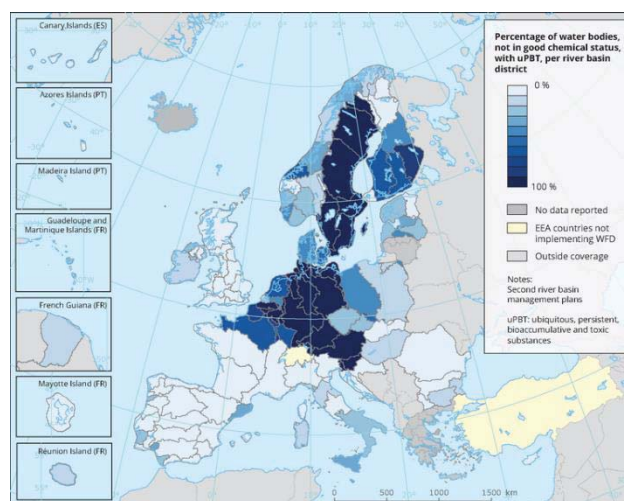 Canary Islands (ES)
Azores Islands (PT)
Madeira Island (PT)
Guadeloupe and
Martinique Islands (FR)
French Guiana (FR)
Mayotte Island (FR)
Réunion Island (FR)
Percentage of water bodies,
not in good chemical status,
with uPBT, per river basin
district
0 %
100 %
No data reported
EEA countries not
implementing WFD
Outside coverage
Notes:
Second river basin
management plans
uPBT: ubiquitous, persistent,
bioaccumulative and toxic
substances
0 500 1000 1500 km